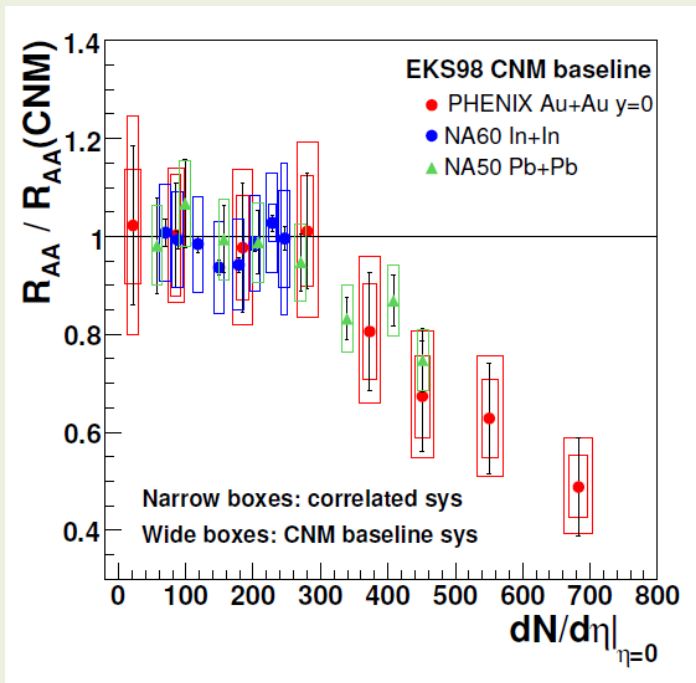 R_AA / R_AA(CNM)
1.4
1.2
1
0.8
0.6
0.4
EKS98 CNM baseline
PHENIX Au+Au y=0
NA60 In+In
NA50 Pb+Pb
Narrow boxes: correlated sys
Wide boxes: CNM baseline sys
0 100 200 300 400 500 600 700 800
dN/dη|η=0